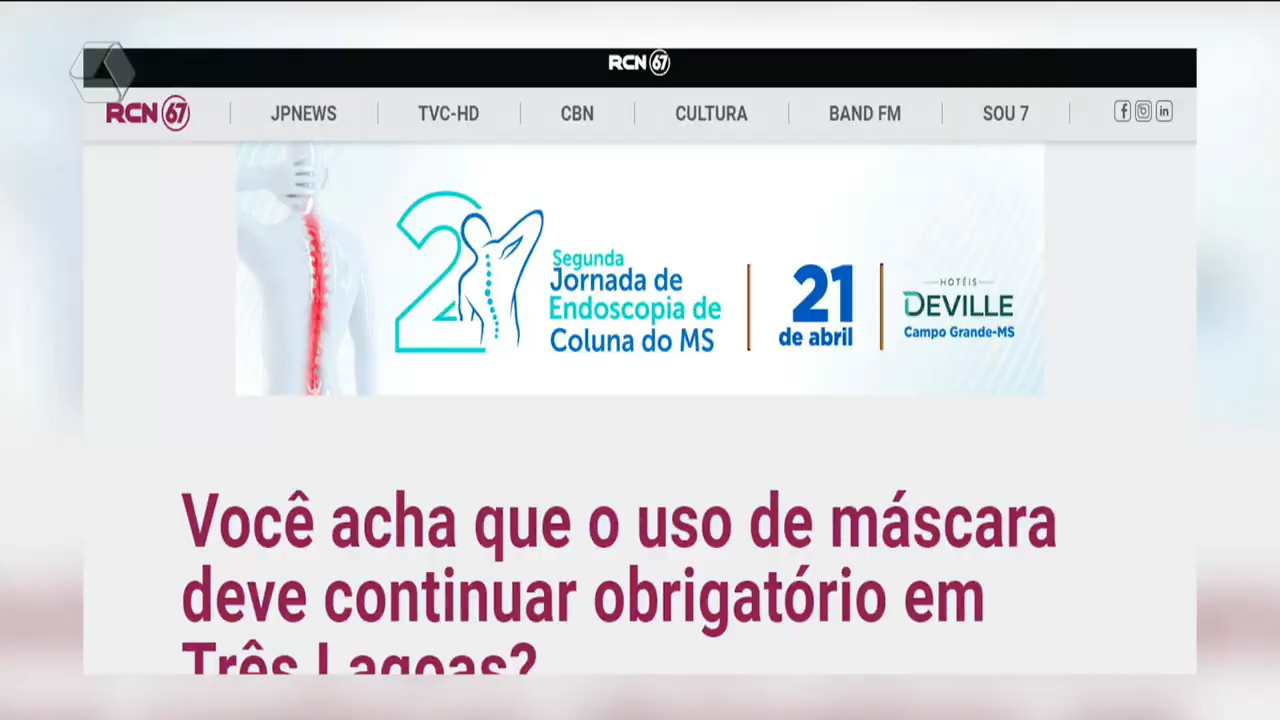 RCN 67
RCN 67 JPNEWS TVC-HD CBN CULTURA BAND FM SOU 7
2
Segunda
Jornada de
Endoscopia de
Coluna do MS
21
de abril
HOTÉIS
DEVILLE
Campo Grande-MS
Você acha que o uso de máscara
deve continuar obrigatório em
Três Lagoas?